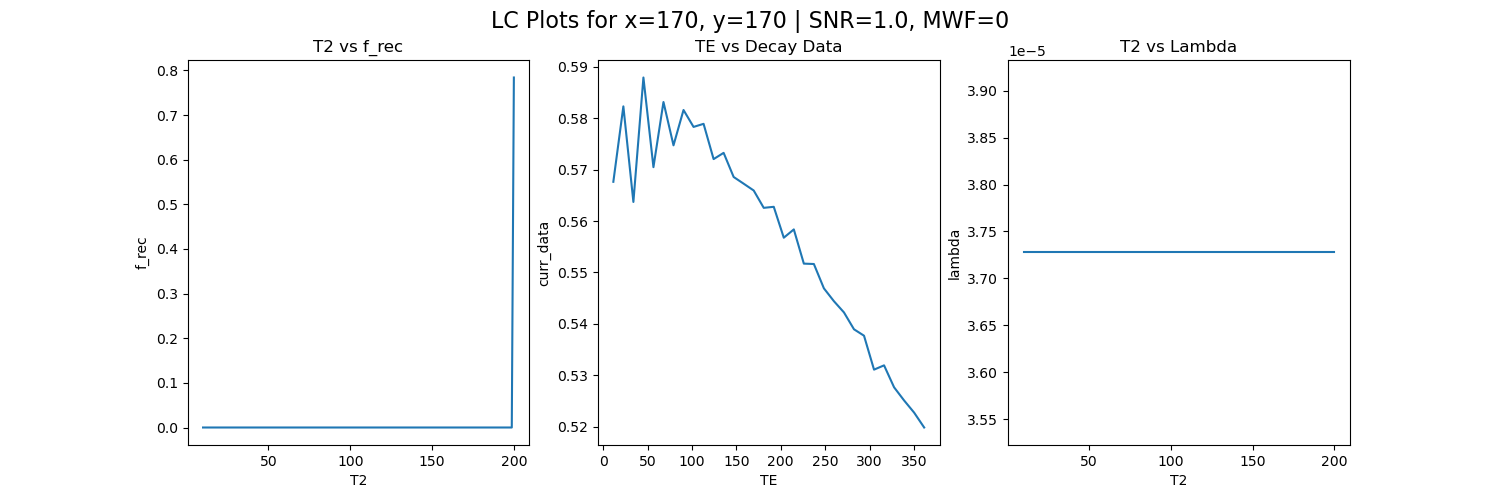 LC Plots for x=170, y=170 | SNR=1.0, MWF=0
T2 vs f_rec
f_rec
0.8
0.7
0.6
0.5
0.4
0.3
0.2
0.1
0.0
50 100 150 200
T2
TE vs Decay Data
curr_data
0.59
0.58
0.57
0.56
0.55
0.54
0.53
0.52
0 50 100 150 200 250 300 350
TE
T2 vs Lambda
1e−5
lambda
3.90
3.85
3.80
3.75
3.70
3.65
3.60
3.55
50 100 150 200
T2